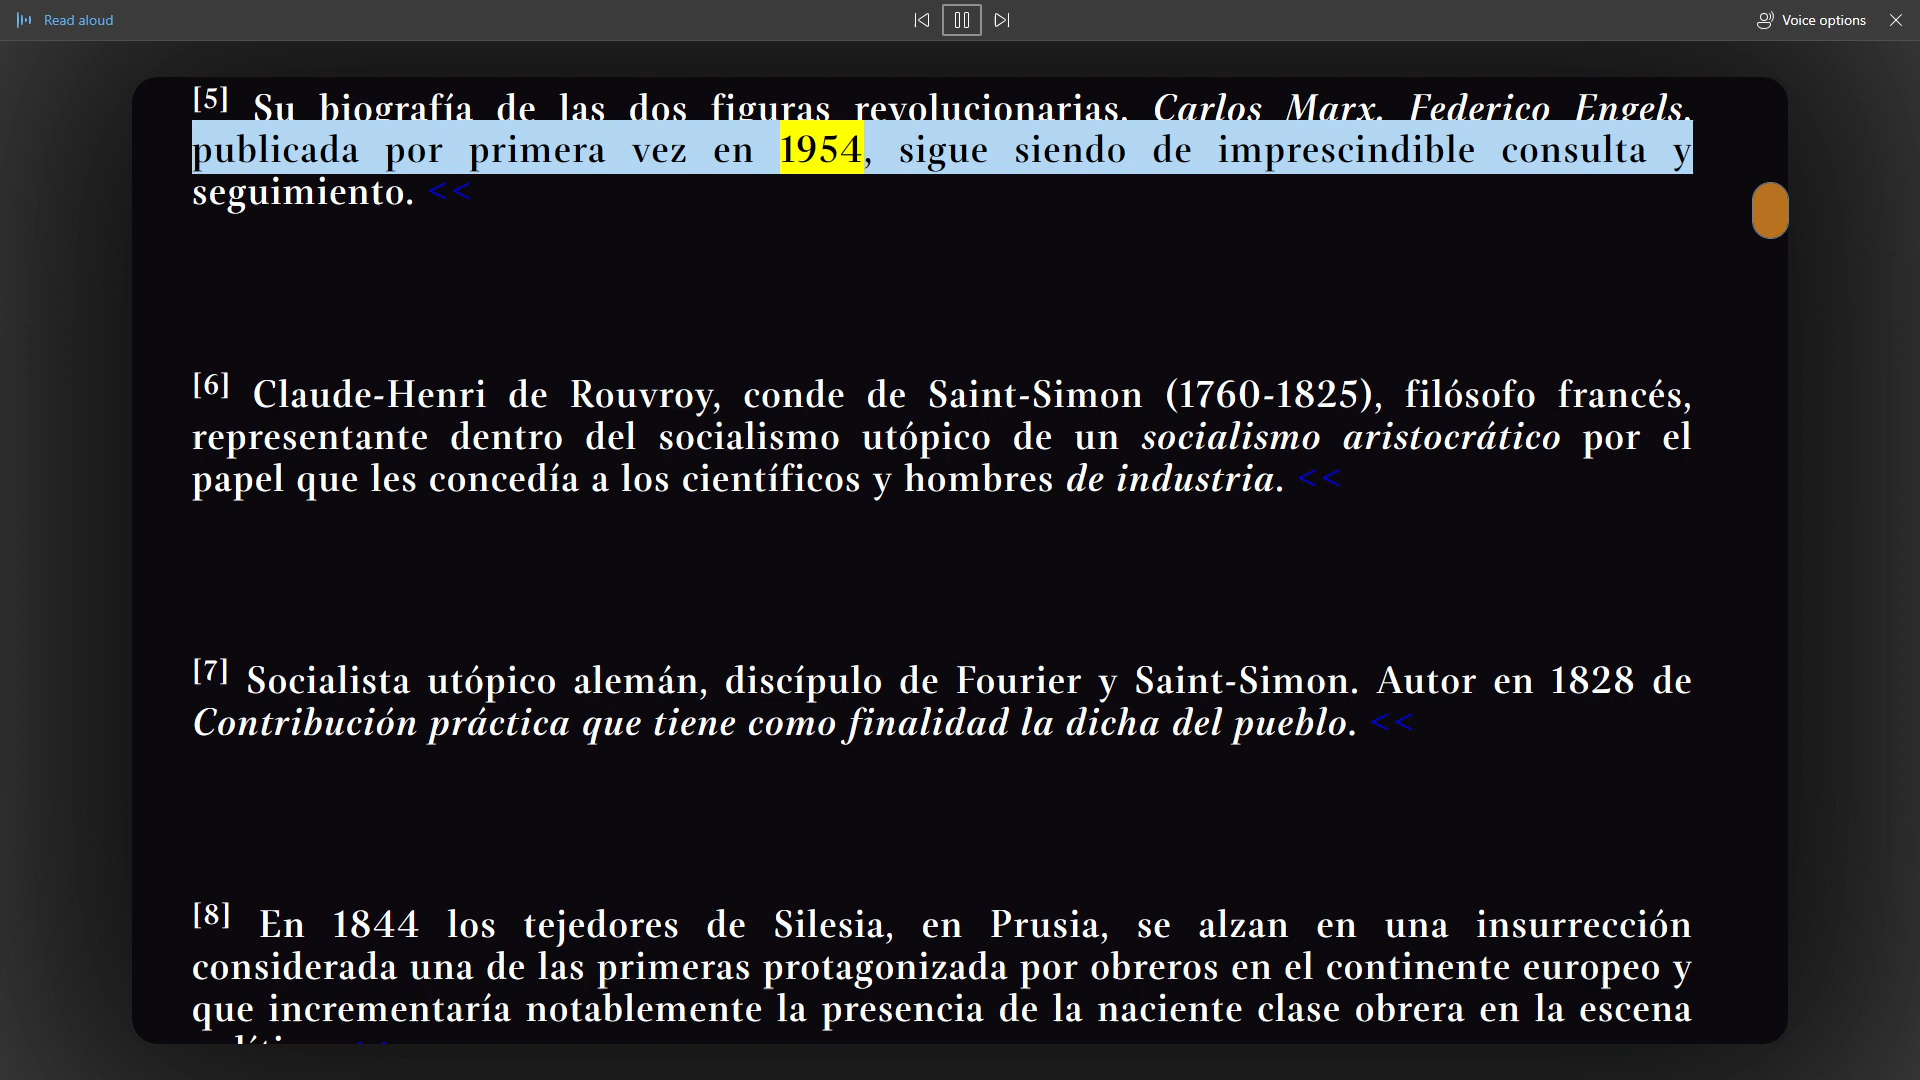 Read aloud
Voice options
[5] Su biografía de las dos figuras revolucionarias, Carlos Marx. Federico Engels,
publicada por primera vez en 1954, sigue siendo de imprescindible consulta y
seguimiento. <<
[6] Claude-Henri de Rouvroy, conde de Saint-Simon (1760-1825), filósofo francés,
representante dentro del socialismo utópico de un socialismo aristocrático por el
papel que les concedía a los científicos y hombres de industria. <<
[7] Socialista utópico alemán, discípulo de Fourier y Saint-Simon. Autor en 1828 de
Contribución práctica que tiene como finalidad la dicha del pueblo. <<
[8] En 1844 los tejedores de Silesia, en Prusia, se alzan en una insurrección
considerada una de las primeras protagonizada por obreros en el continente europeo y
que incrementaría notablemente la presencia de la naciente clase obrera en la escena